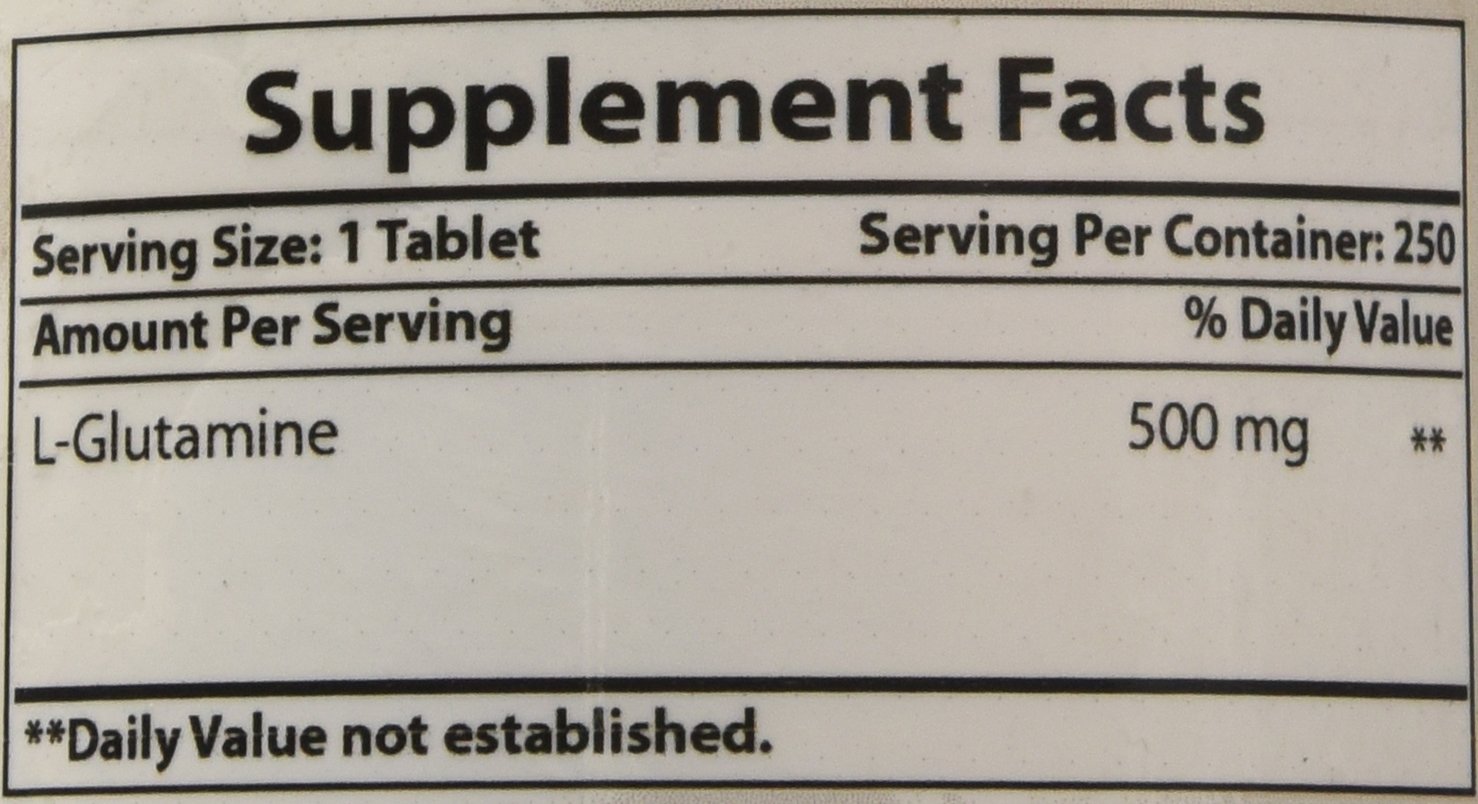 Supplement Facts
Serving Size: 1 Tablet Serving Per Container: 250
Amount Per Serving % Daily Value
L-Glutamine 500 mg **
**Daily Value not established.